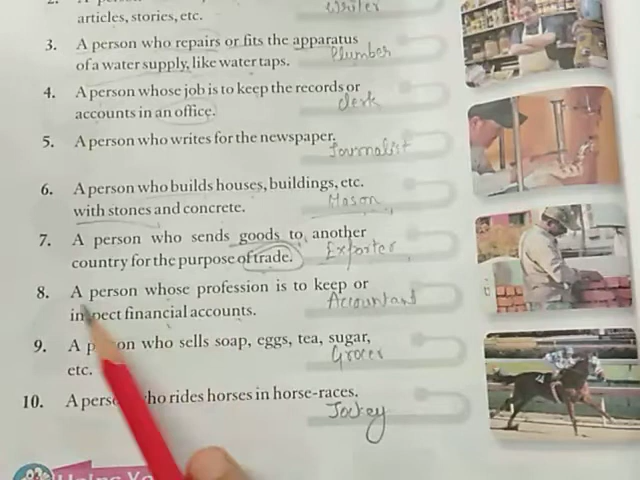 2. A person
articles, stories, etc. Writer
3. A person who repairs or fits the apparatus
of a water supply, like water taps. Plumber
4. A person whose job is to keep the records or
accounts in an office. Clerk
5. A person who writes for the newspaper.
Journalist
6. A person who builds houses, buildings, etc.
with stones and concrete. Mason
7. A person who sends goods to another
country for the purpose of trade. Exporter
8. A person whose profession is to keep or
inspect financial accounts. Accountant
9. A person who sells soap, eggs, tea, sugar,
etc. Grocer
10. A person who rides horses in horse-races.
Jockey
Using Yo